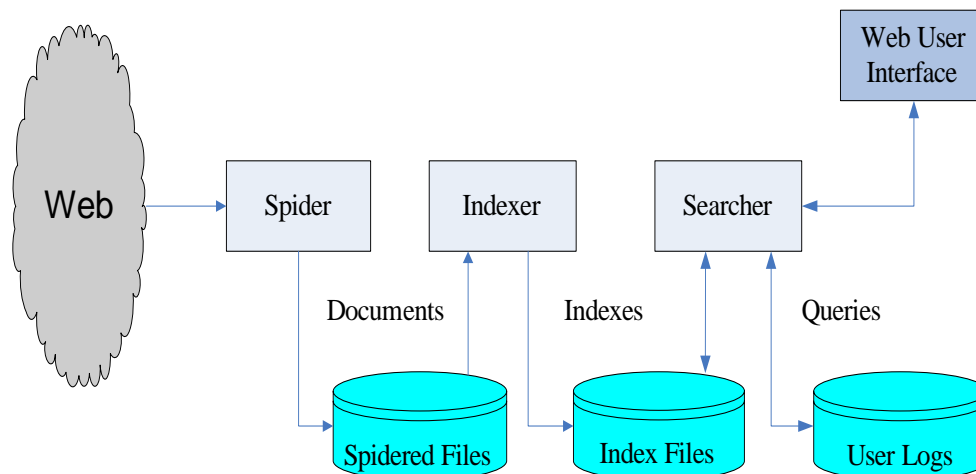 Web User
Interface
Web
Spider
Indexer
Searcher
Documents
Indexes
Queries
Spidered Files
Index Files
User Logs